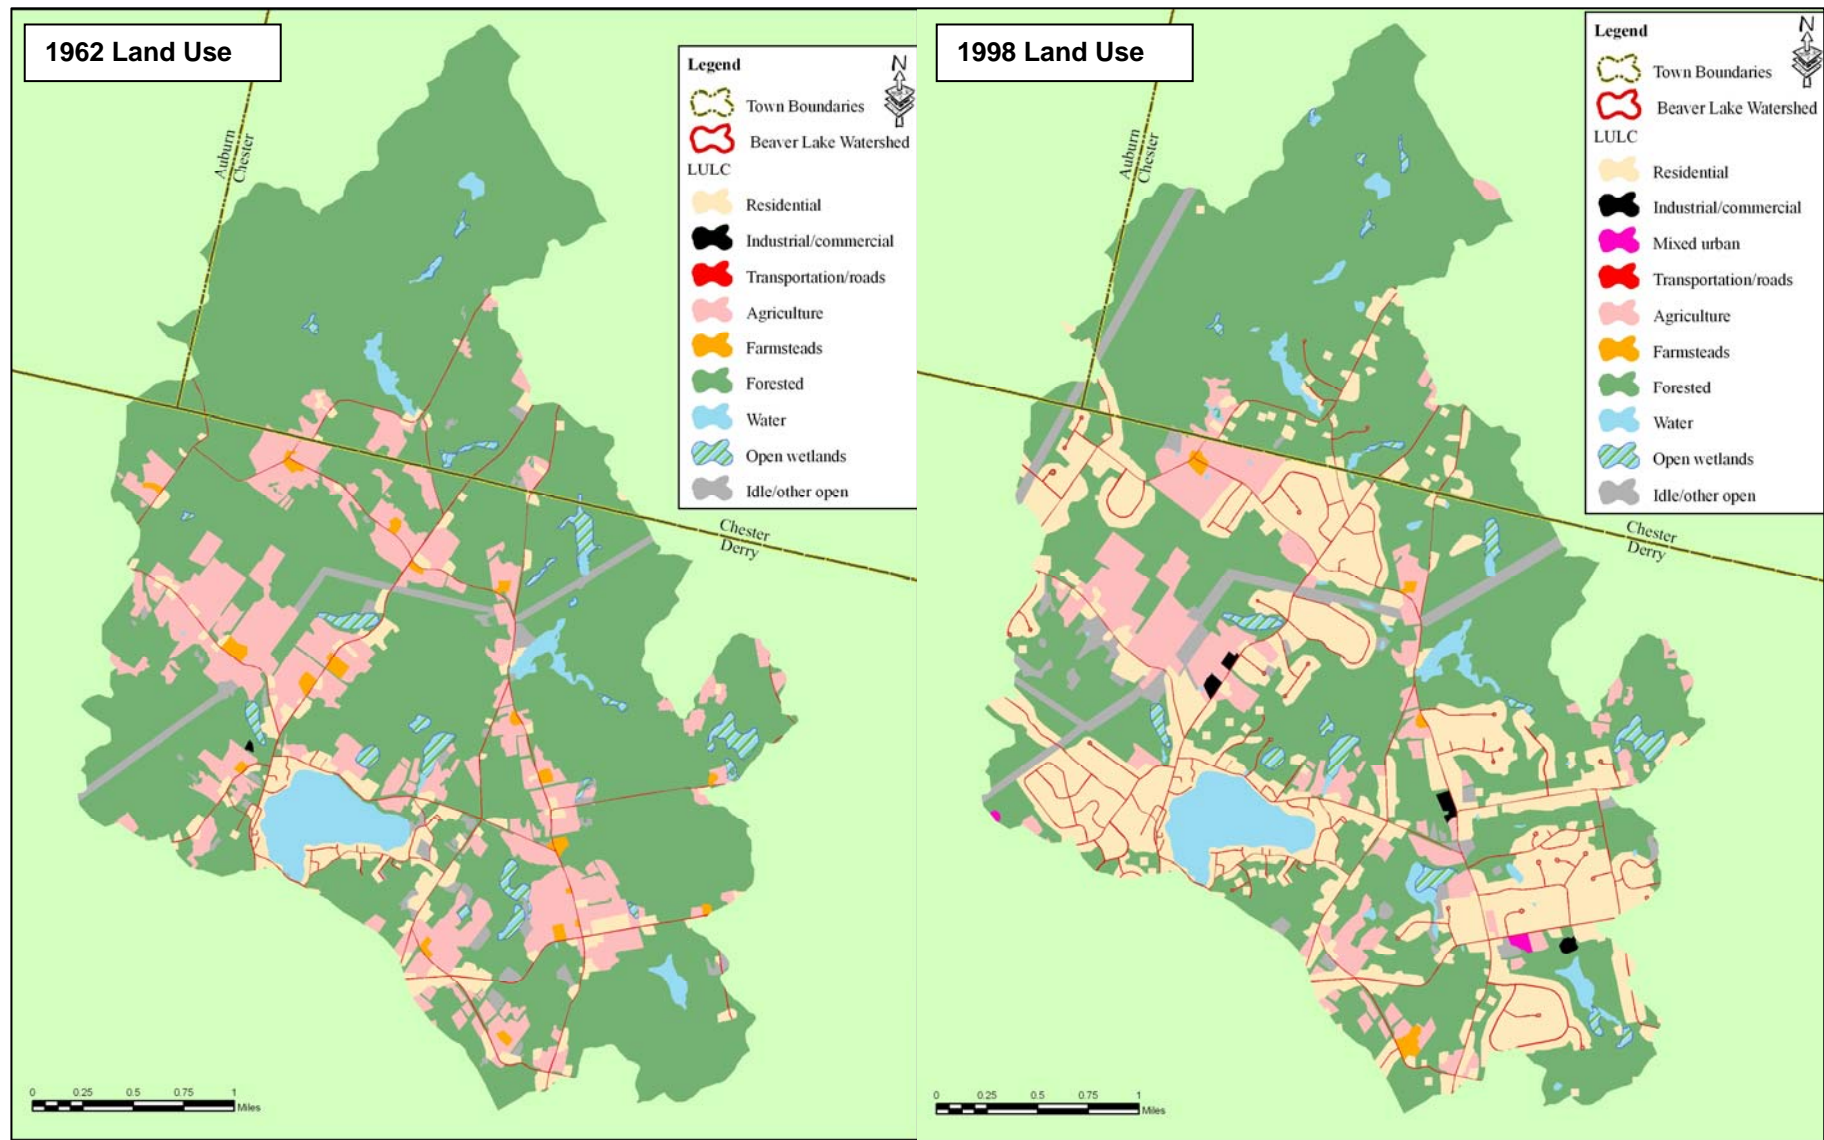 1962 Land Use
Legend
N
Town Boundaries
Beaver Lake Watershed
LULC
Residential
Industrial/commercial
Transportation/roads
Agriculture
Farmsteads
Forested
Water
Open wetlands
Idle/other open
Auburn
Chester
Chester
Derry
0 0.25 0.5 0.75 1
Miles
1998 Land Use
Legend
N
Town Boundaries
Beaver Lake Watershed
LULC
Residential
Industrial/commercial
Mixed urban
Transportation/roads
Agriculture
Farmsteads
Forested
Water
Open wetlands
Idle/other open
Auburn
Chester
Chester
Derry
0 0.25 0.5 0.75 1
Miles